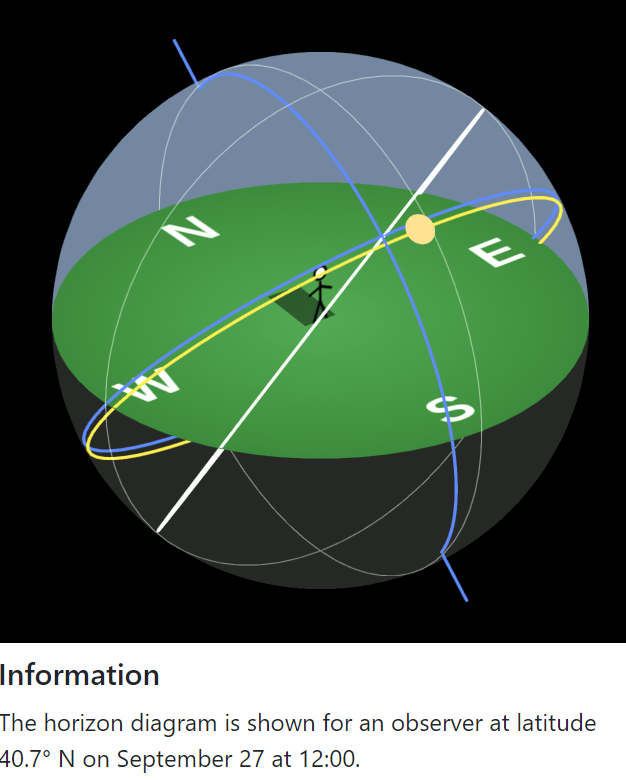 N
E
W
S
Information
The horizon diagram is shown for an observer at latitude
40.7° N on September 27 at 12:00.